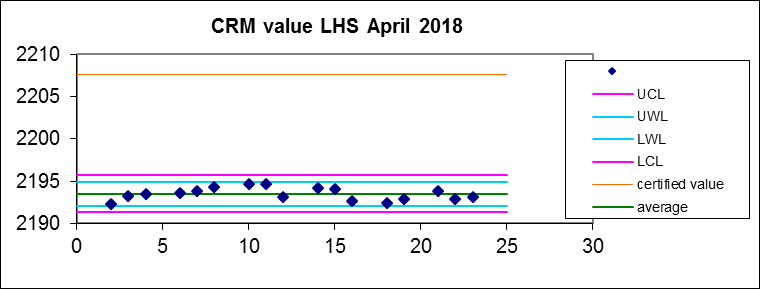 CRM value LHS April 2018
2210
2205
2200
2195
2190
0 5 10 15 20 25 30
UCL
UWL
LWL
LCL
certified value
average